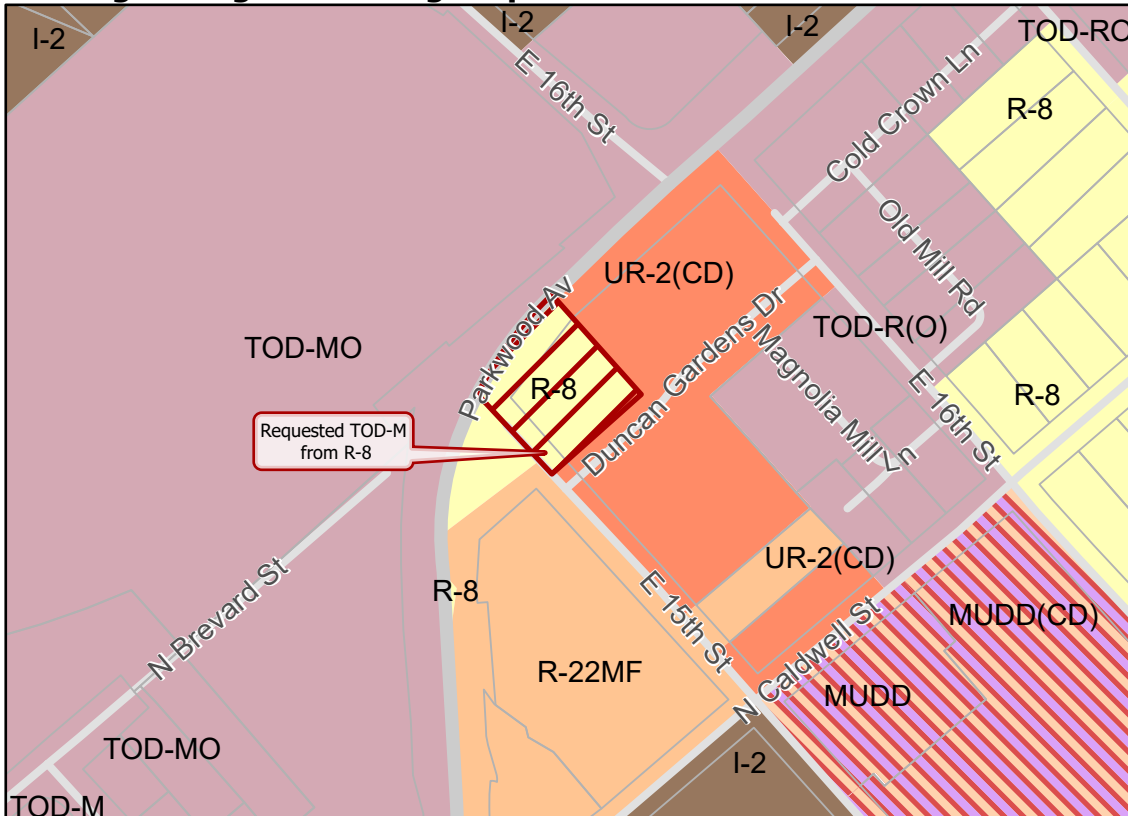 I-2
I-2
I-2
TOD-RO
E 16th St
Cold Crown Ln
R-8
Old Mill Rd
UR-2(CD)
Duncan Gardens Dr
TOD-R(O)
TOD-MO
Parkwood Av
Magnolia Mill Ln
R-8
R-8
E 16th St
Requested TOD-M
from R-8
UR-2(CD)
R-8
E 15th St
MUDD(CD)
N Brevard St
R-22MF
N Caldwell St
MUDD
TOD-MO
I-2
TOD-M